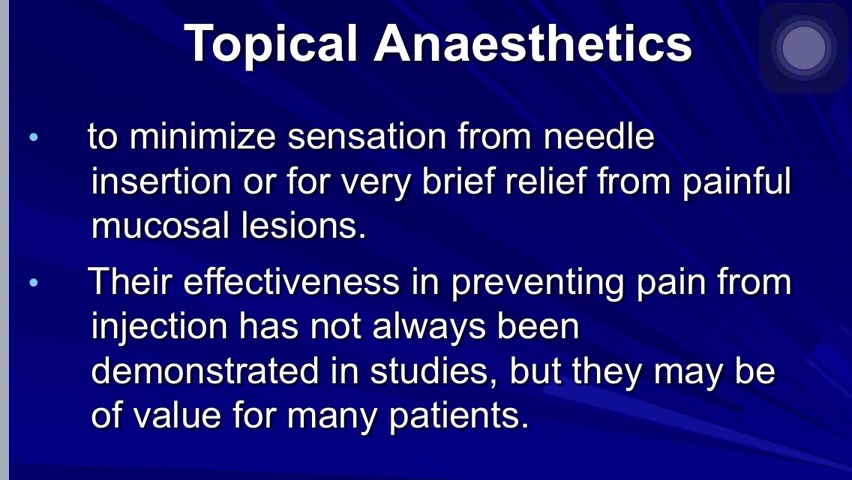 Topical Anaesthetics
• to minimize sensation from needle
insertion or for very brief relief from painful
mucosal lesions.
• Their effectiveness in preventing pain from
injection has not always been
demonstrated in studies, but they may be
of value for many patients.